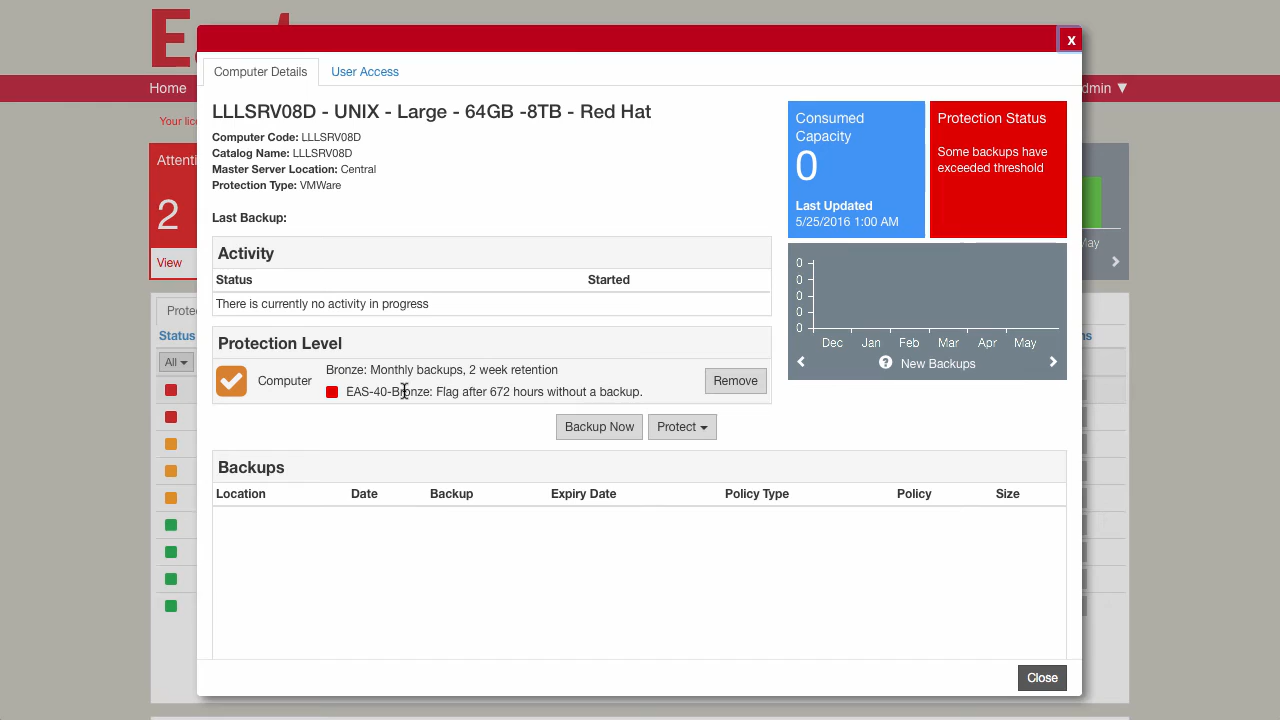 x
Computer Details
User Access
Home
dmin ▼
LLLSRV08D - UNIX - Large - 64GB -8TB - Red Hat
Computer Code: LLLSRV08D
Catalog Name: LLLSRV08D
Master Server Location: Central
Protection Type: VMWare
Last Backup:
Consumed
Capacity
0
Last Updated
5/25/2016 1:00 AM
Protection Status
Some backups have
exceeded threshold
Your lice
Attenti
2
View
May
Activity
Status Started
There is currently no activity in progress
0
0
0
0
0
Dec Jan Feb Mar Apr May
New Backups
Prote
Status
All
Protection Level
Computer
Bronze: Monthly backups, 2 week retention
EAS-40-Bronze: Flag after 672 hours without a backup.
Remove
Backup Now
Protect
Backups
Location Date Backup Expiry Date Policy Type Policy Size
Close